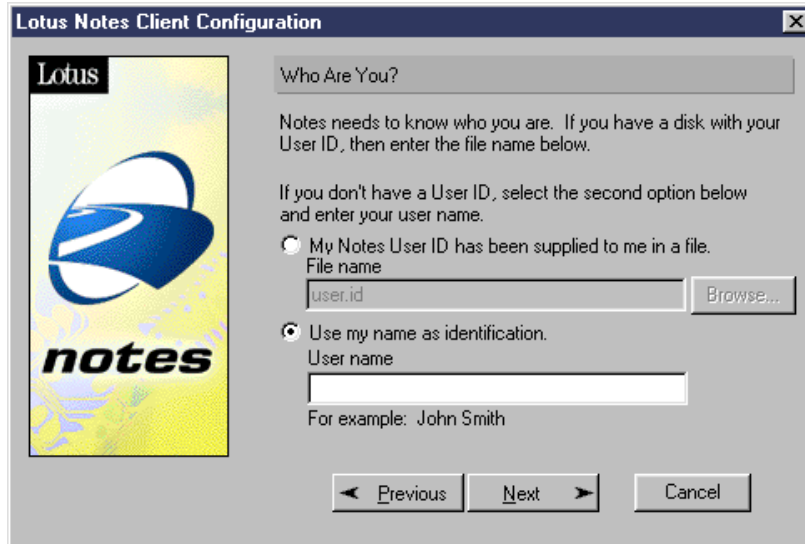 Lotus Notes Client Configuration
Lotus
notes
Who Are You?
Notes needs to know who you are. If you have a disk with your
User ID, then enter the file name below.
If you don't have a User ID, select the second option below
and enter your user name.
My Notes User ID has been supplied to me in a file.
File name
user.id
Browse...
Use my name as identification.
User name
For example: John Smith
Previous
Next
Cancel